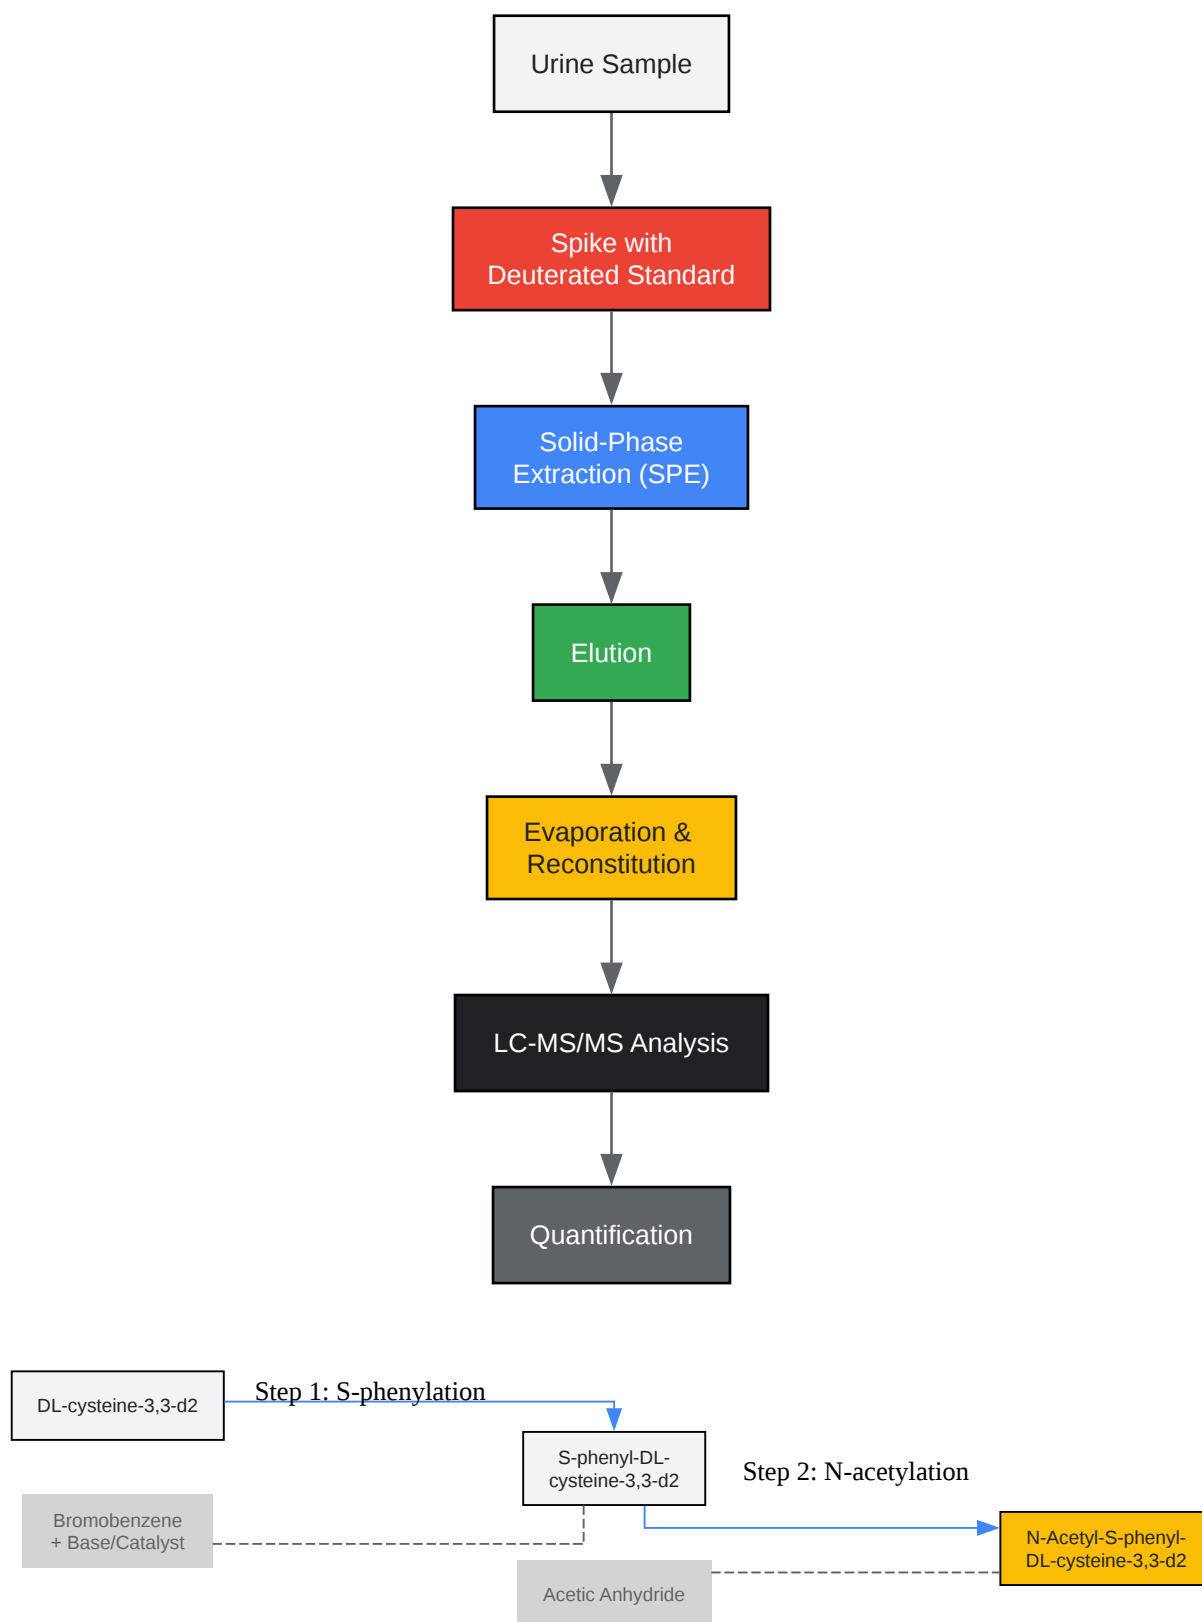 Urine Sample
Spike with
Deuterated Standard
Solid-Phase
Extraction (SPE)
Elution
Evaporation &
Reconstitution
LC-MS/MS Analysis
Quantification
DL-cysteine-3,3-d2
Step 1: S-phenylation
S-phenyl-DL-
cysteine-3,3-d2
Step 2: N-acetylation
Bromobenzene
+ Base/Catalyst
N-Acetyl-S-phenyl-
DL-cysteine-3,3-d2
Acetic Anhydride